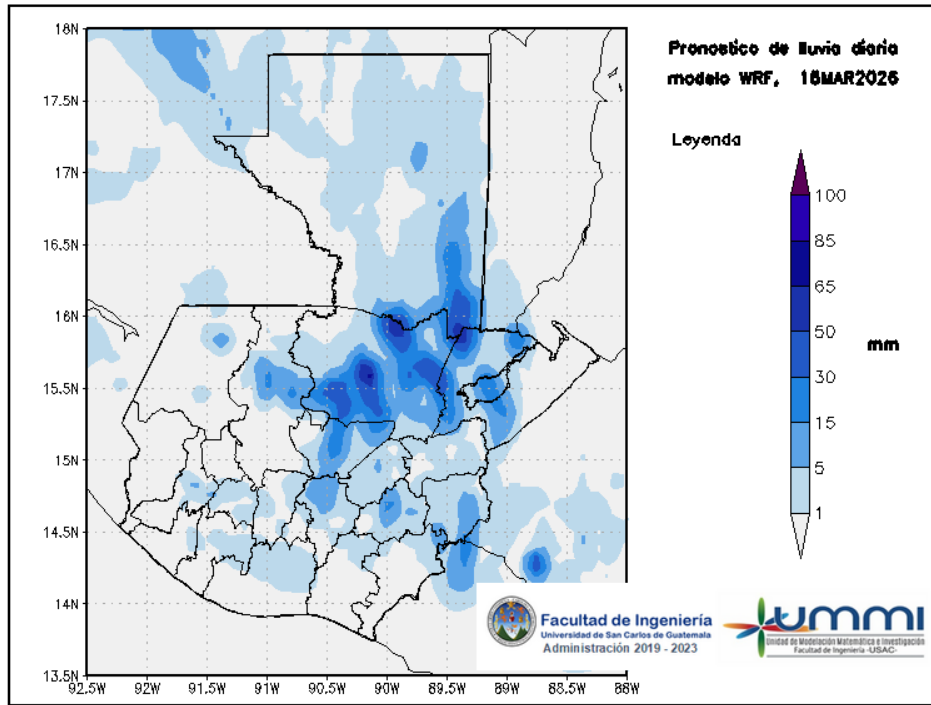 Pronostico de lluvia diaria
modelo WRF, 16MAR2026
Leyenda
100
85
65
50
30
15
5
1
mm
18N
17.5N
17N
16.5N
16N
15.5N
15N
14.5N
14N
13.5N
92.5W
92W
91.5W
91W
90.5W
90W
89.5W
89W
88.5W
88W
Facultad de Ingeniería
Universidad de San Carlos de Guatemala
Administración 2019 - 2023
UMMI
Unidad de Modelación Matemática e Investigación
Facultad de Ingeniería -USAC-